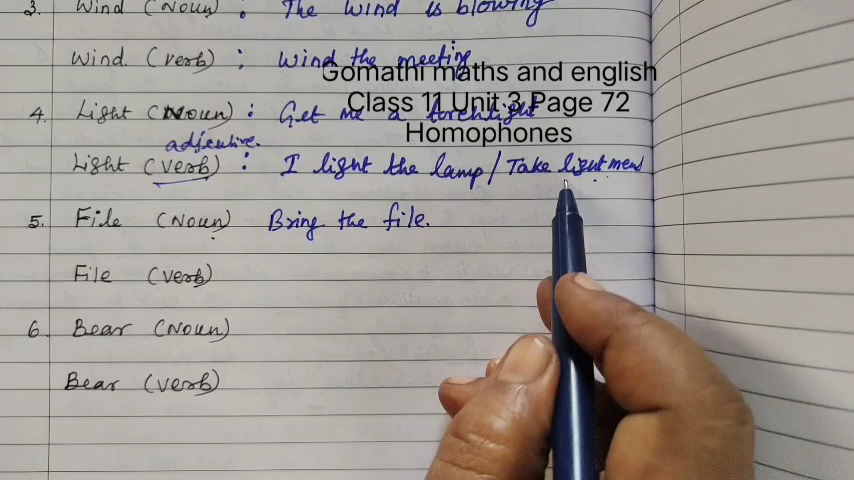 3. Wind (Noun) : The wind is blowing
Wind. (verb) : Wind the meeting
Gomathi maths and english
Class 11 Unit 3 Page 72
Homophones
4. Light (Noun) : Get me a torchlight
adjective.
Light (verb) : I light the lamp / Take light meal
5. File (Noun) Bring the file.
File (verb)
6. Bear (Noun)
Bear (verb)